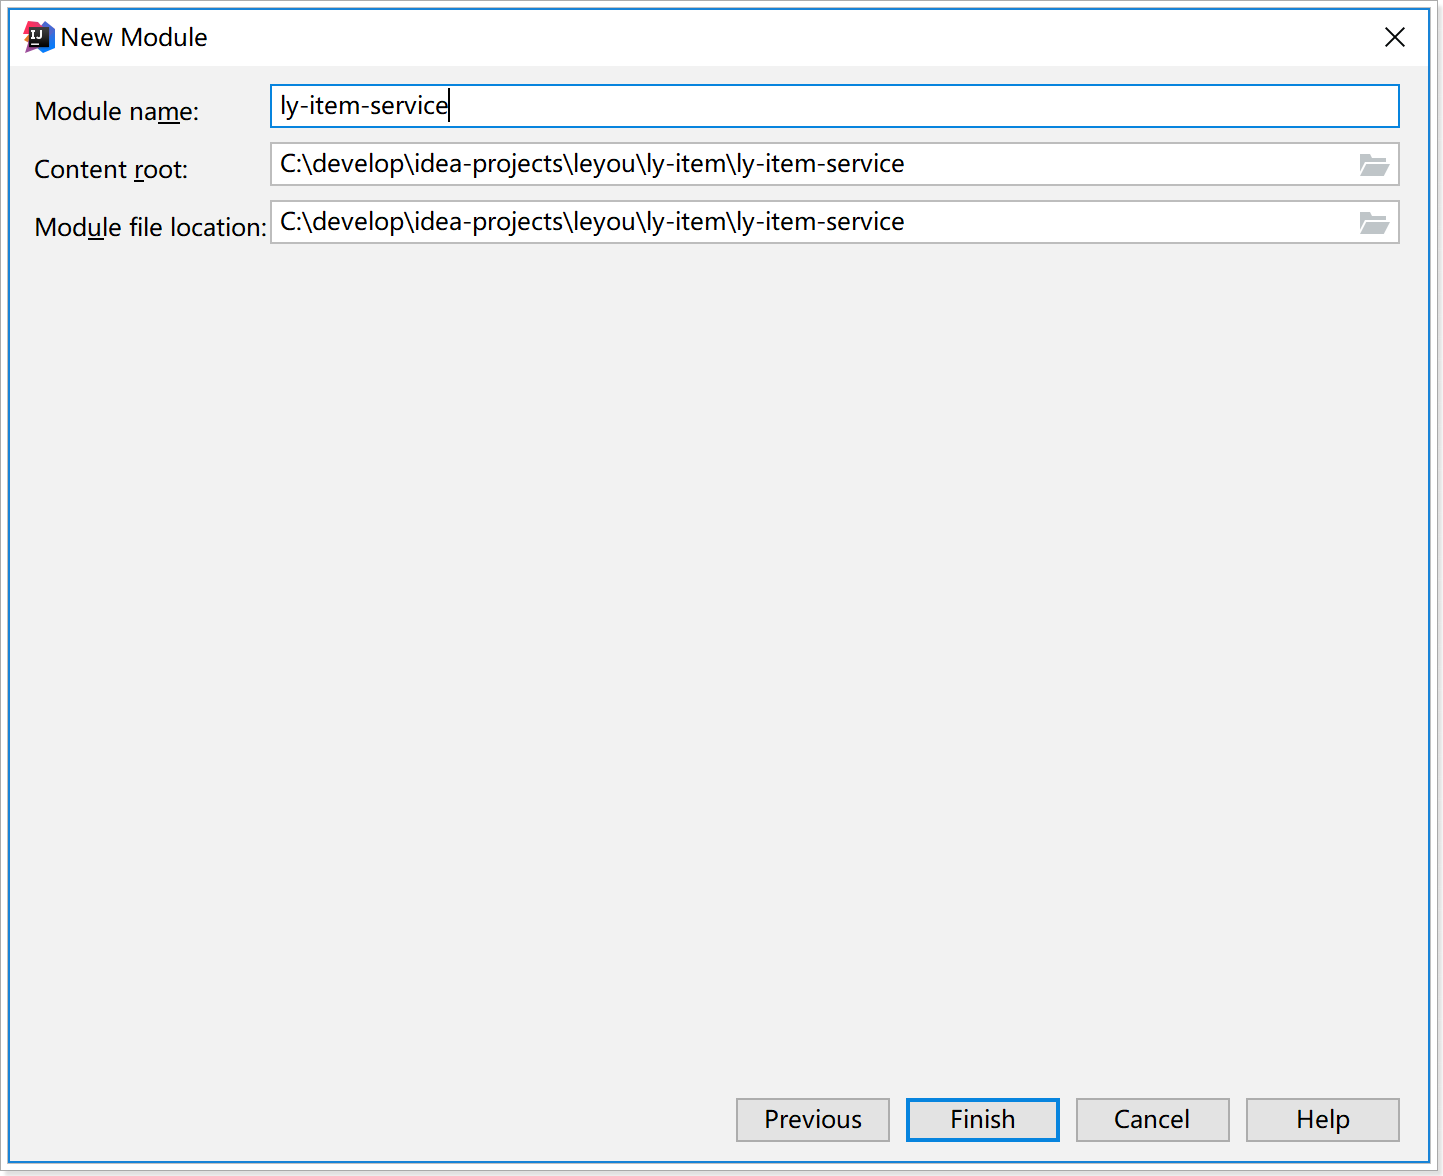 IJ New Module
Module name: ly-item-service
Content root: C:\develop\idea-projects\leyou\ly-item\ly-item-service
Module file location: C:\develop\idea-projects\leyou\ly-item\ly-item-service
Previous Finish Cancel Help